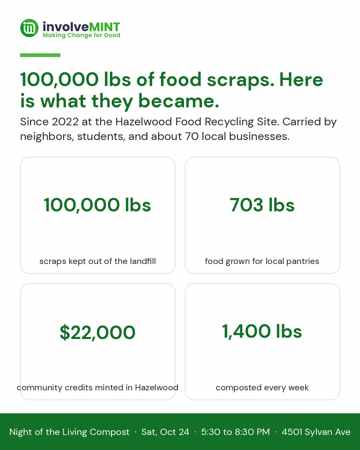 involveMINT
Making Change for Good
100,000 lbs of food scraps. Here
is what they became.
Since 2022 at the Hazelwood Food Recycling Site. Carried by
neighbors, students, and about 70 local businesses.
100,000 lbs
scraps kept out of the landfill
703 lbs
food grown for local pantries
$22,000
community credits minted in Hazelwood
1,400 lbs
composted every week
Night of the Living Compost · Sat, Oct 24 · 5:30 to 8:30 PM · 4501 Sylvan Ave